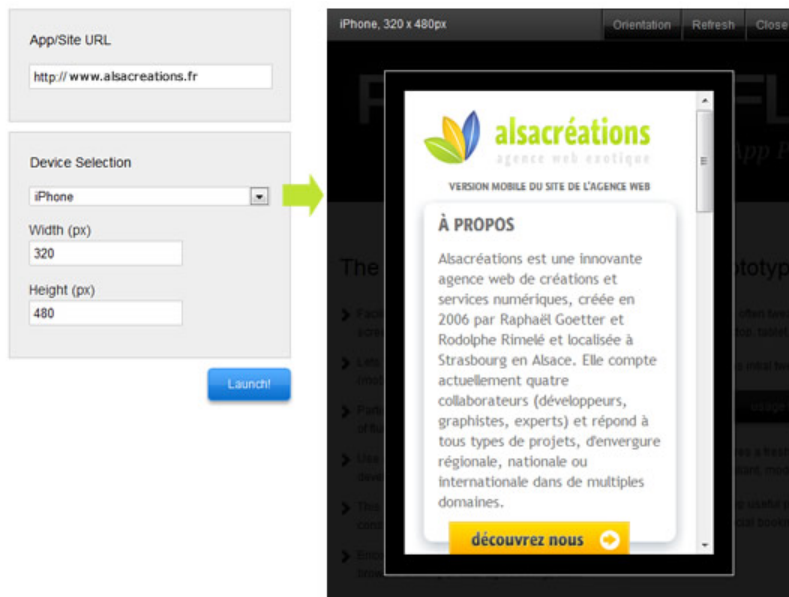 App/Site URL
http:// www.alsacreations.fr
Device Selection
iPhone
Width (px)
320
Height (px)
480
Launch!
iPhone, 320 x 480px
Orientation
Refresh
Close
alsacréations
agence web exotique
VERSION MOBILE DU SITE DE L'AGENCE WEB
À PROPOS
Alsacréations est une innovante
agence web de créations et
services numériques, créée en
2006 par Raphaël Goetter et
Rodolphe Rimelé et localisée à
Strasbourg en Alsace. Elle compte
actuellement quatre
collaborateurs (développeurs,
graphistes, experts) et répond à
tous types de projets, d'envergure
régionale, nationale ou
internationale dans de multiples
domaines.
découvrez nous
The